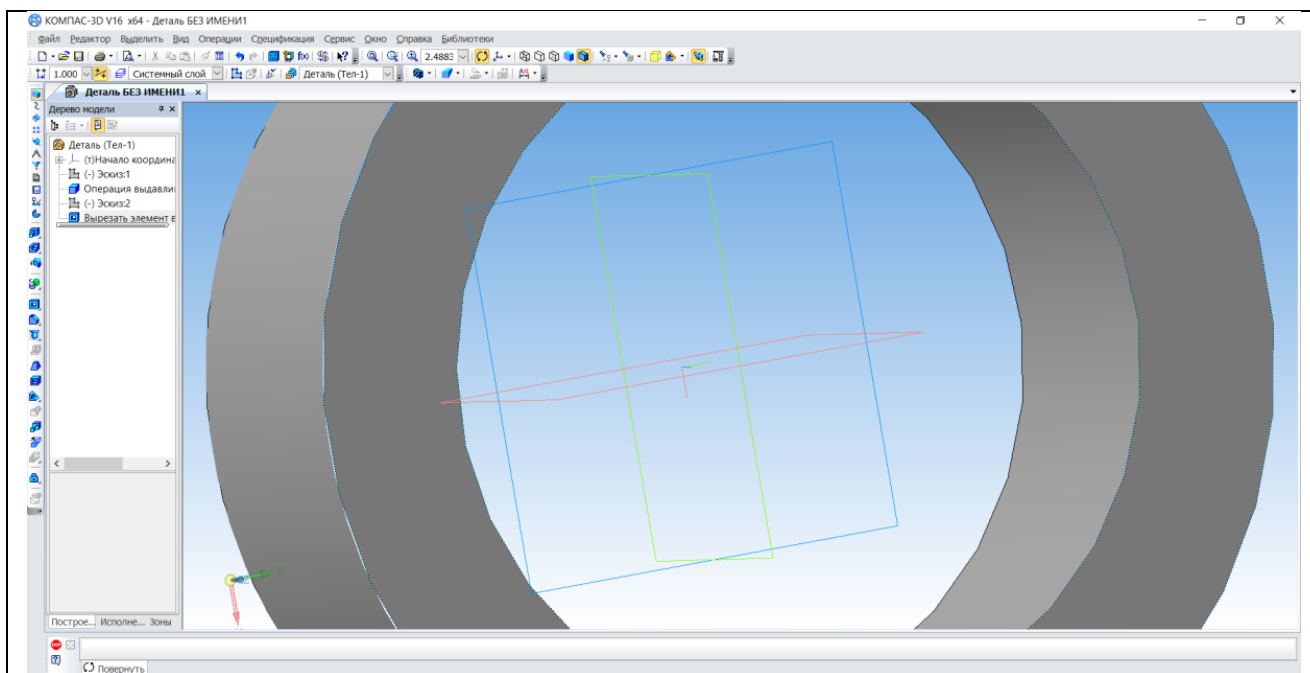 КОМПАС-3D V16 x64 - Деталь БЕЗ ИМЕНИ1
Файл Редактор Выделить Вид Операции Спецификация Сервис Окно Справка Библиотеки
2.4883
1.000 Системный слой Деталь (Тел-1)
Деталь БЕЗ ИМЕНИ1
Дерево модели
Деталь (Тел-1)
(т)Начало координа
(-) Эскиз:1
Операция выдавли
(-) Эскиз:2
Вырезать элемент в
Построе... Исполне... Зоны
STOP
Повернуть